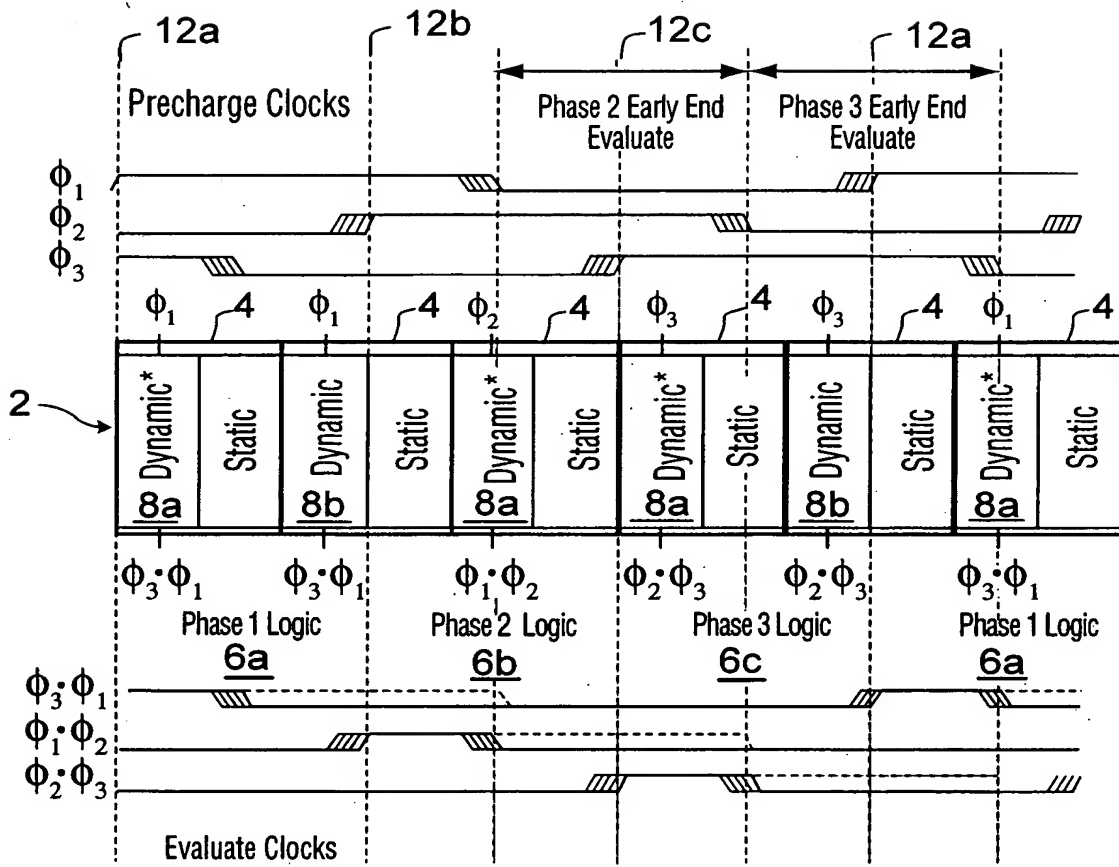 12a 12b 12c 12a
Precharge Clocks
Phase 2 Early End Evaluate
Phase 3 Early End Evaluate
ϕ1
ϕ2
ϕ3
ϕ1 4 ϕ1 4 ϕ2 4 ϕ3 4 ϕ3 4 ϕ1 4
2
Dynamic* Static Dynamic Static Dynamic* Static Dynamic* Static Dynamic Static Dynamic* Static
8a 8b 8a 8a 8b 8a
ϕ3·ϕ1 ϕ3·ϕ1 ϕ1·ϕ2 ϕ2·ϕ3 ϕ2·ϕ3 ϕ3·ϕ1
Phase 1 Logic Phase 2 Logic Phase 3 Logic Phase 1 Logic
6a 6b 6c 6a
ϕ3·ϕ1
ϕ1·ϕ2
ϕ2·ϕ3
Evaluate Clocks